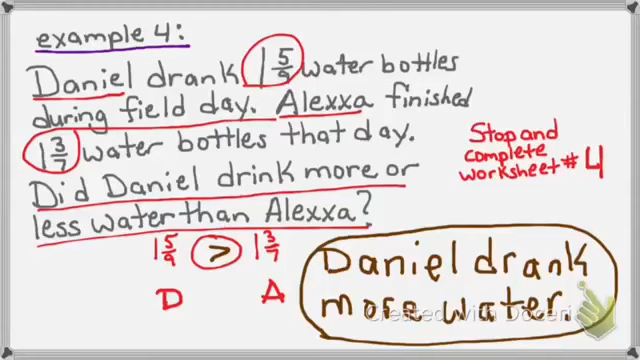 example 4:
Daniel drank 1 5/9 water bottles
during field day. Alexxa finished
1 3/7 water bottles that day.
Did Daniel drink more or
less water than Alexxa?
Stop and
complete
worksheet #4
1 5/9 > 1 3/7
D A
Daniel drank
more water.
Created with Doceri